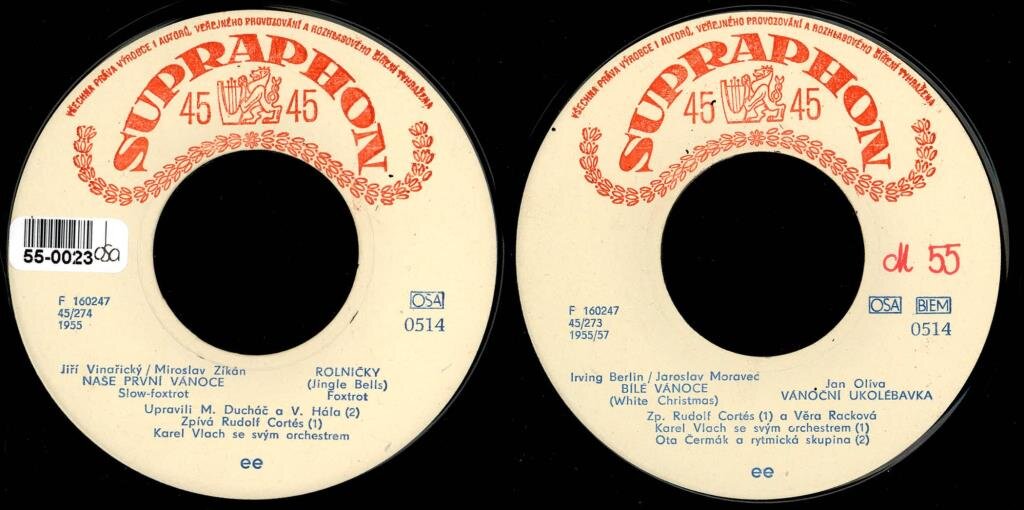 VŠECHNA PRÁVA VÝROBCE I AUTORŮ, VEŘEJNÉHO PROVOZOVÁNÍ A ROZHLASOVÉHO ŠÍŘENÍ VYHRAŽENA
SUPRAPHON
45 45
55-0023
osa
F 160247
45/274
1955
OSA
0514
Jiří Vinařický / Miroslav Zikán
NAŠE PRVNÍ VÁNOCE
Slow-foxtrot
ROLNIČKY
(Jingle Bells)
Foxtrot
Upravili M. Ducháč a V. Hála (2)
Zpívá Rudolf Cortés (1)
Karel Vlach se svým orchestrem
ee
VŠECHNA PRÁVA VÝROBCE I AUTORŮ, VEŘEJNÉHO PROVOZOVÁNÍ A ROZHLASOVÉHO ŠÍŘENÍ VYHRAŽENA
SUPRAPHON
45 45
M 55
F 160247
45/273
1955/57
OSA BIEM
0514
Irving Berlin / Jaroslav Moravec
BÍLÉ VÁNOCE
(White Christmas)
Jan Oliva
VÁNOČNÍ UKOLÉBAVKA
Zp. Rudolf Cortés (1) a Věra Racková
Karel Vlach se svým orchestrem (1)
Ota Čermák a rytmická skupina (2)
ee